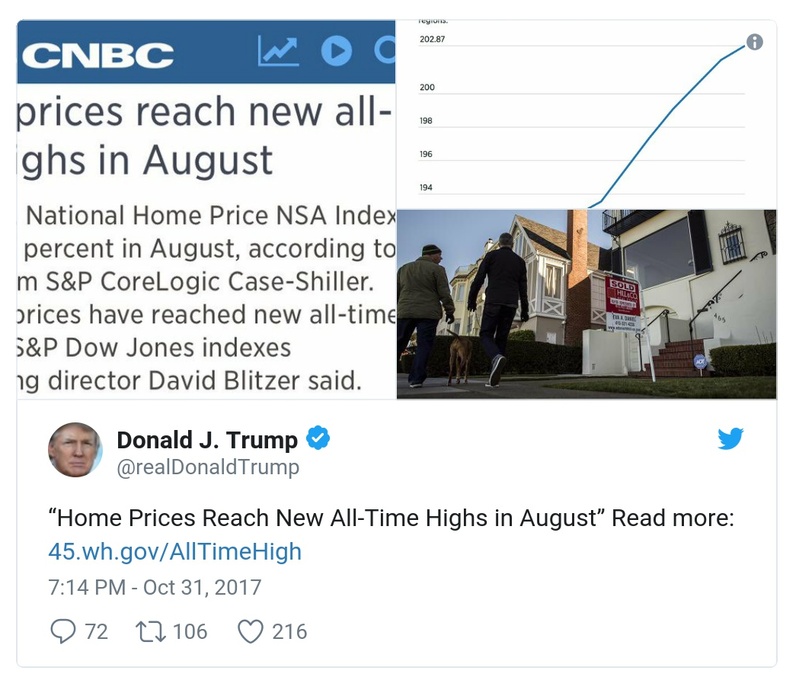 CNBC
prices reach new all-
ghs in August
National Home Price NSA Index
percent in August, according to
m S&P CoreLogic Case-Shiller.
prices have reached new all-time
S&P Dow Jones indexes
ng director David Blitzer said.
regions.
202.87
200
198
196
194
SOLD
HILL&CO.
Donald J. Trump
@realDonaldTrump
“Home Prices Reach New All-Time Highs in August” Read more:
45.wh.gov/AllTimeHigh
7:14 PM - Oct 31, 2017
72 106 216